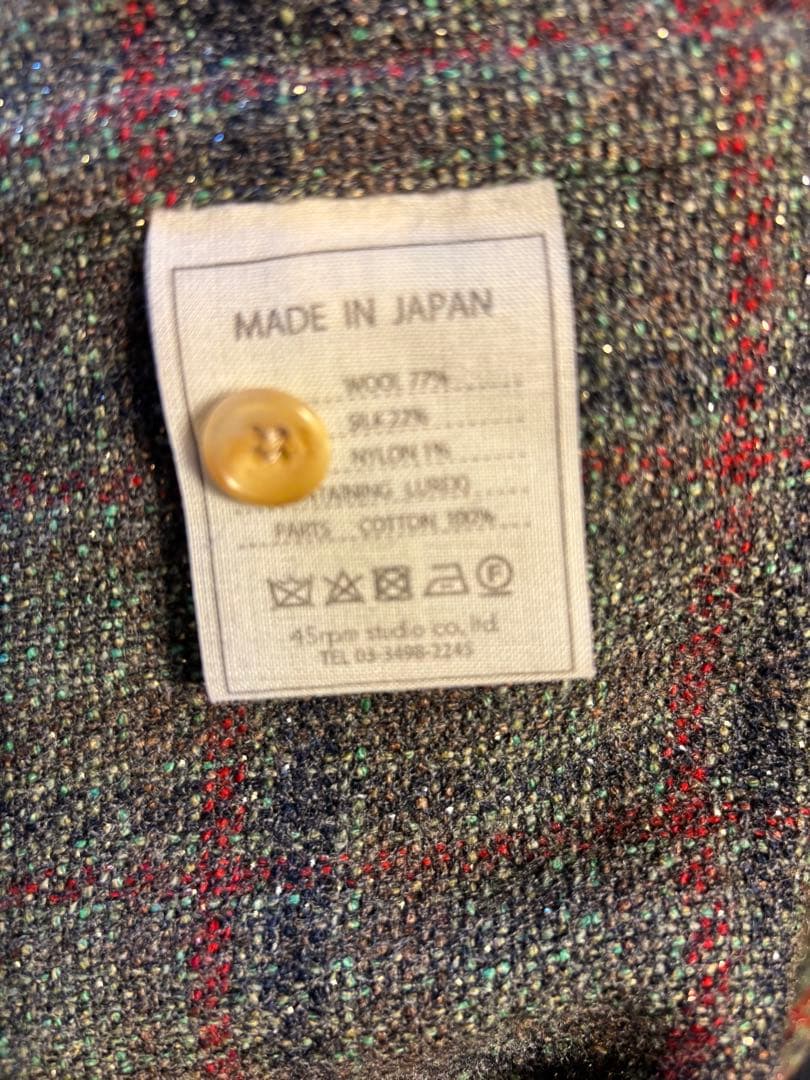 MADE IN JAPAN
WOOL 77%
SILK 22%
NYLON 1%
LUREX)
PARTS COTTON 100%
F
45rpm studio co., ltd.
TEL 03-3498-2245